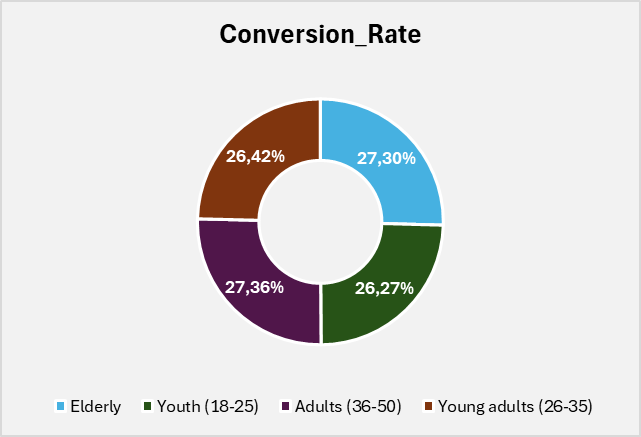 Conversion_Rate
26,42% 27,30%
27,36% 26,27%
Elderly Youth (18-25) Adults (36-50) Young adults (26-35)